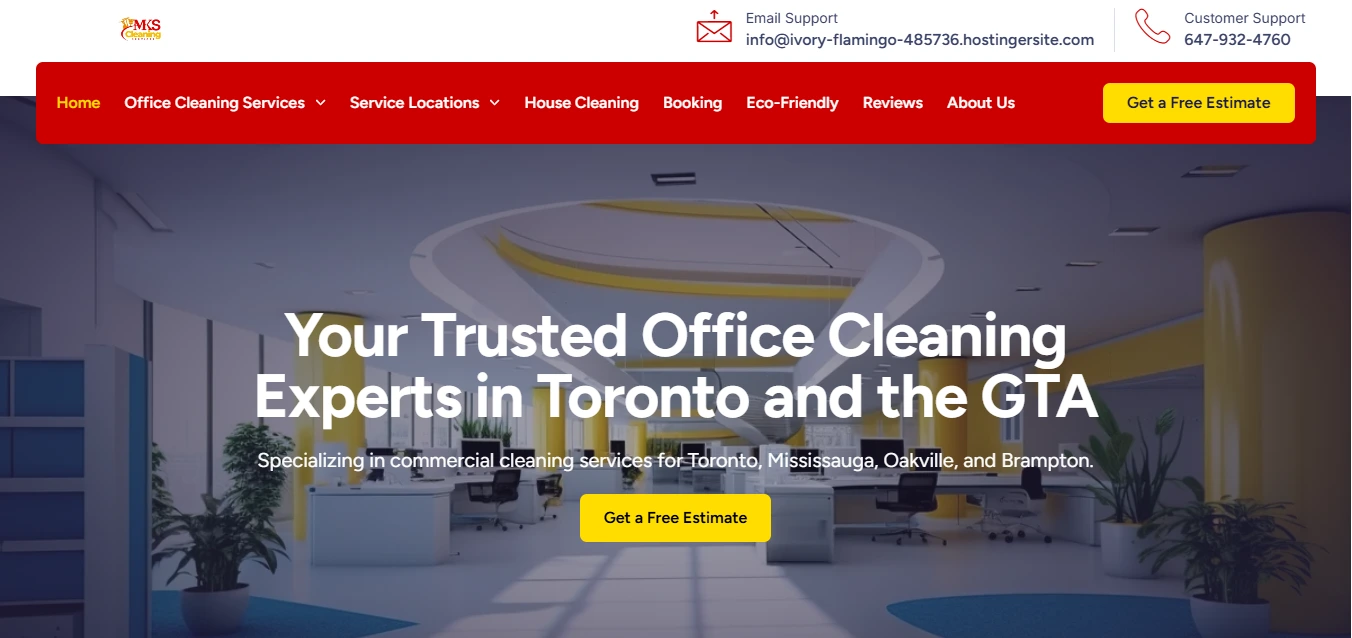 MKS
Cleaning
SERVICES
Email Support
info@ivory-flamingo-485736.hostingersite.com
Customer Support
647-932-4760
Home Office Cleaning Services Service Locations House Cleaning Booking Eco-Friendly Reviews About Us Get a Free Estimate
Your Trusted Office Cleaning
Experts in Toronto and the GTA
Specializing in commercial cleaning services for Toronto, Mississauga, Oakville, and Brampton.
Get a Free Estimate